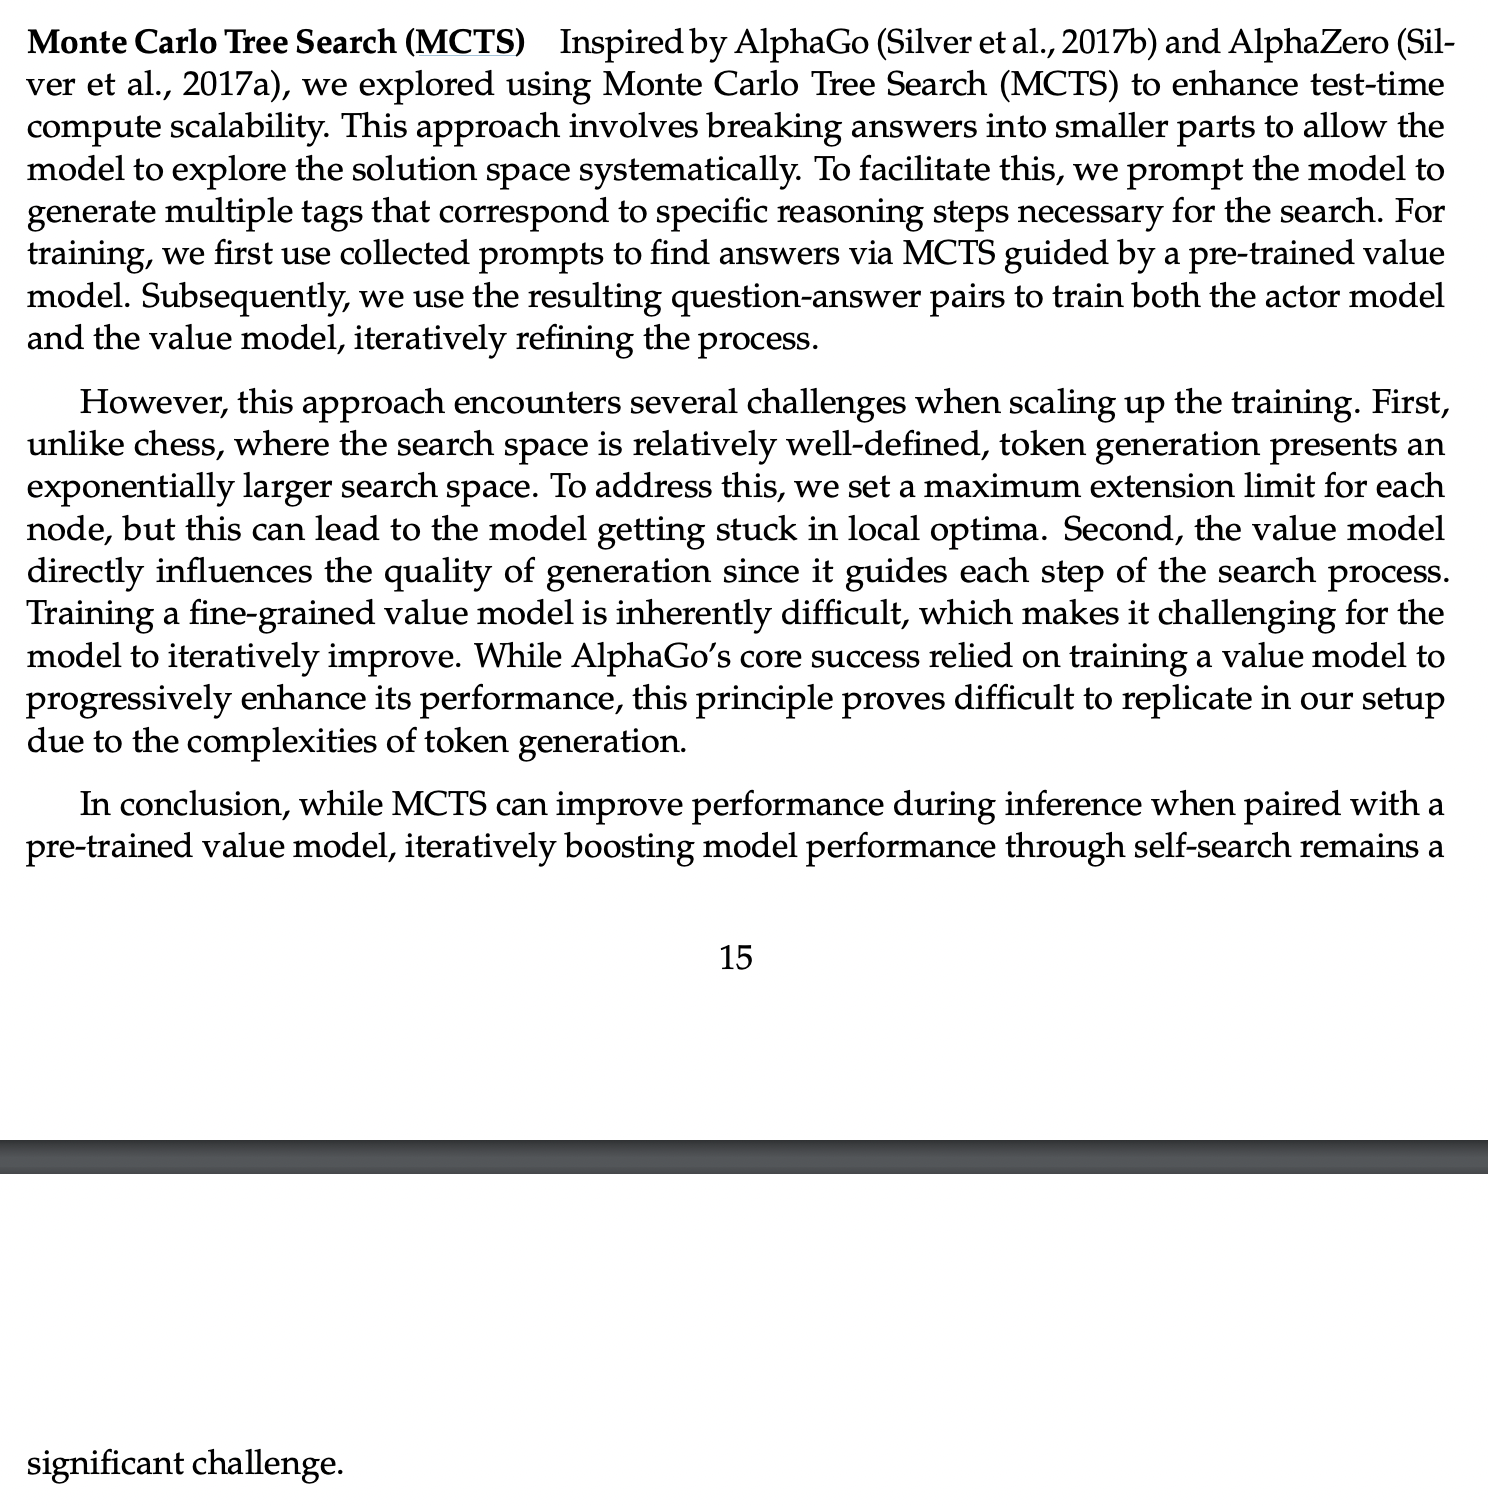 Monte Carlo Tree Search (MCTS) Inspired by AlphaGo (Silver et al., 2017b) and AlphaZero (Sil-
ver et al., 2017a), we explored using Monte Carlo Tree Search (MCTS) to enhance test-time
compute scalability. This approach involves breaking answers into smaller parts to allow the
model to explore the solution space systematically. To facilitate this, we prompt the model to
generate multiple tags that correspond to specific reasoning steps necessary for the search. For
training, we first use collected prompts to find answers via MCTS guided by a pre-trained value
model. Subsequently, we use the resulting question-answer pairs to train both the actor model
and the value model, iteratively refining the process.
However, this approach encounters several challenges when scaling up the training. First,
unlike chess, where the search space is relatively well-defined, token generation presents an
exponentially larger search space. To address this, we set a maximum extension limit for each
node, but this can lead to the model getting stuck in local optima. Second, the value model
directly influences the quality of generation since it guides each step of the search process.
Training a fine-grained value model is inherently difficult, which makes it challenging for the
model to iteratively improve. While AlphaGo's core success relied on training a value model to
progressively enhance its performance, this principle proves difficult to replicate in our setup
due to the complexities of token generation.
In conclusion, while MCTS can improve performance during inference when paired with a
pre-trained value model, iteratively boosting model performance through self-search remains a
15
significant challenge.